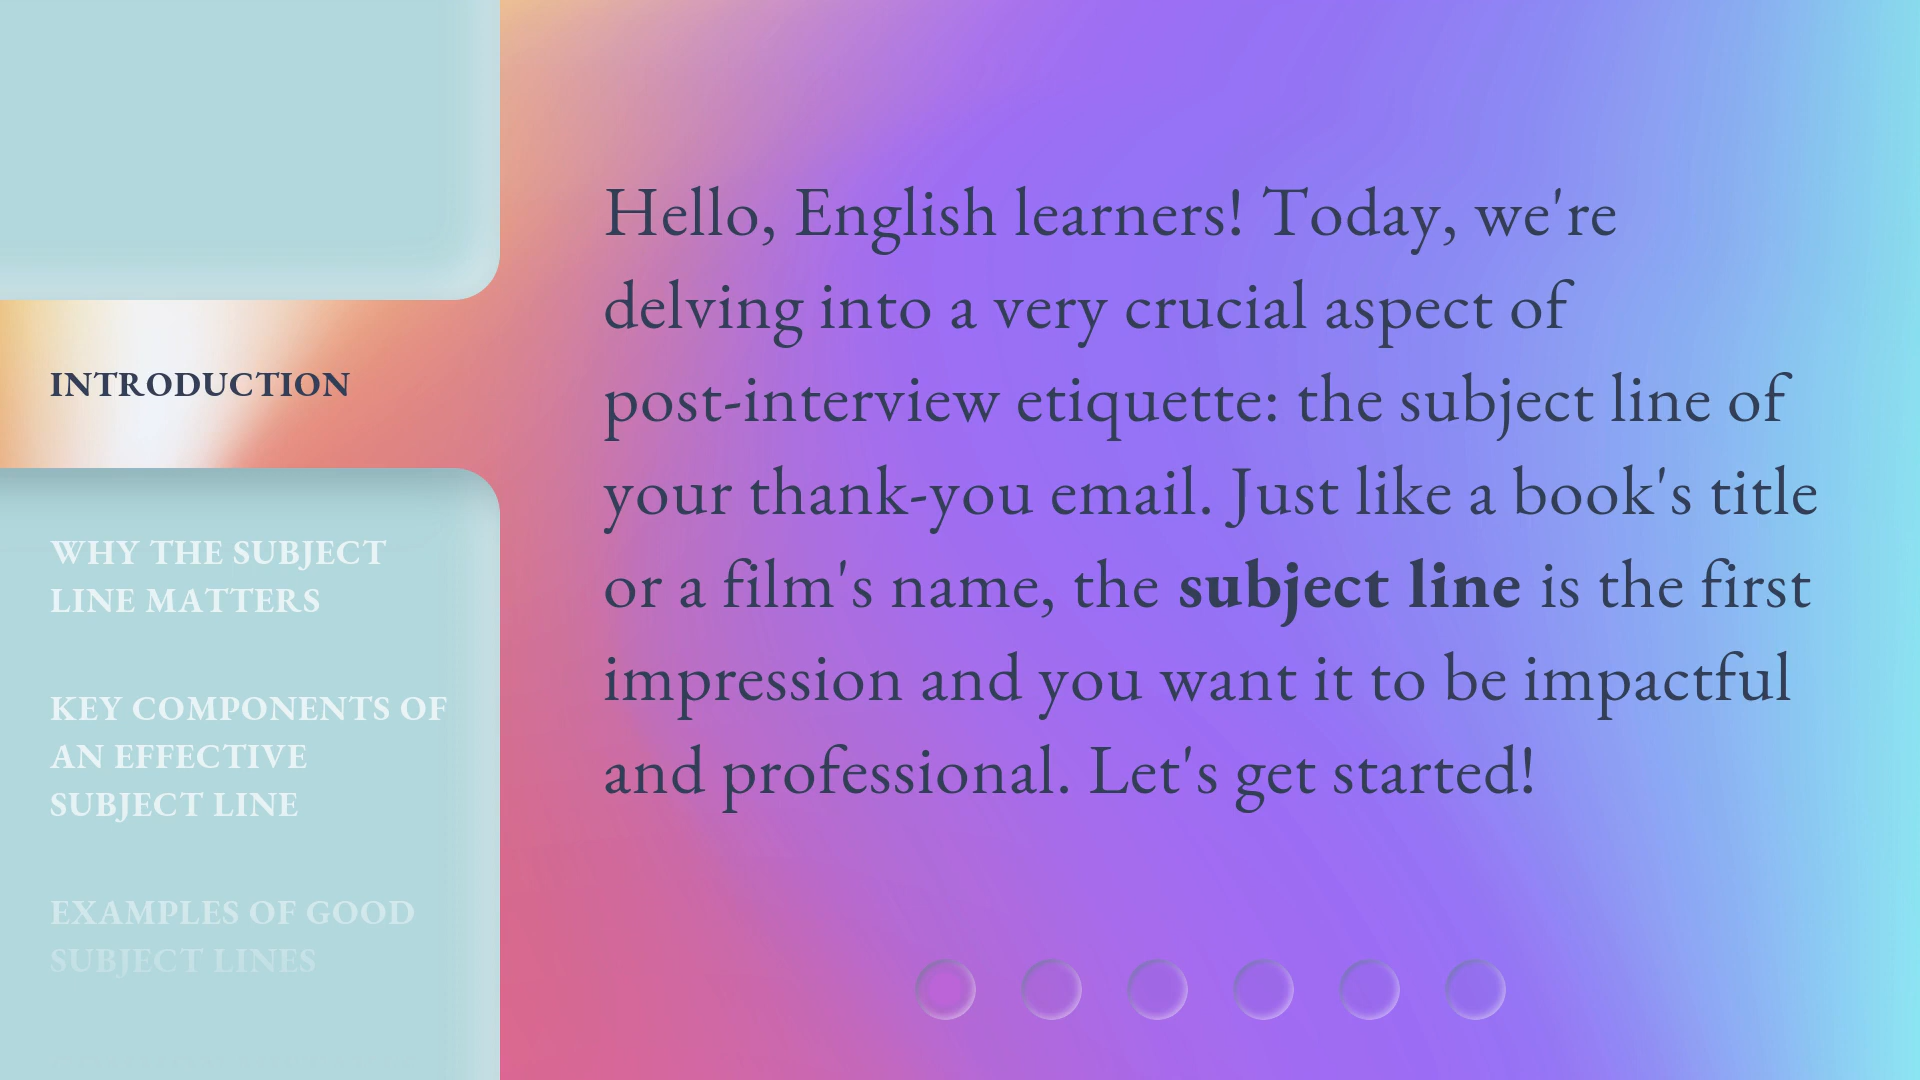 INTRODUCTION
WHY THE SUBJECT
LINE MATTERS
KEY COMPONENTS OF
AN EFFECTIVE
SUBJECT LINE
EXAMPLES OF GOOD
SUBJECT LINES
Hello, English learners! Today, we're
delving into a very crucial aspect of
post-interview etiquette: the subject line of
your thank-you email. Just like a book's title
or a film's name, the subject line is the first
impression and you want it to be impactful
and professional. Let's get started!